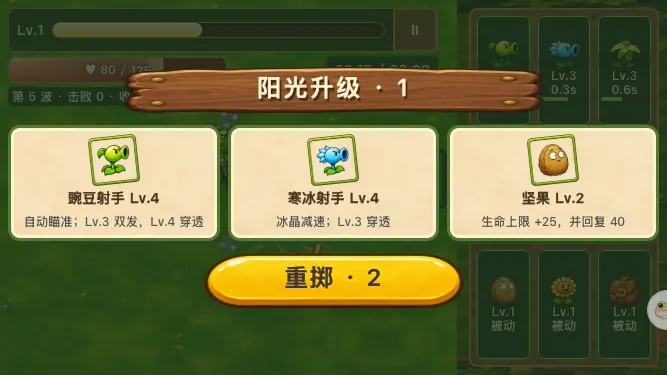 Lv.1
80 / 125
第 5 波 · 击败 0 · 收
阳光升级 · 1
Lv.3
0.3s
Lv.3
0.6s
豌豆射手 Lv.4
自动瞄准；Lv.3 双发，Lv.4 穿透
寒冰射手 Lv.4
冰晶减速；Lv.3 穿透
坚果 Lv.2
生命上限 +25，并回复 40
重掷 · 2
Lv.1
被动
Lv.1
被动
Lv.1
被动